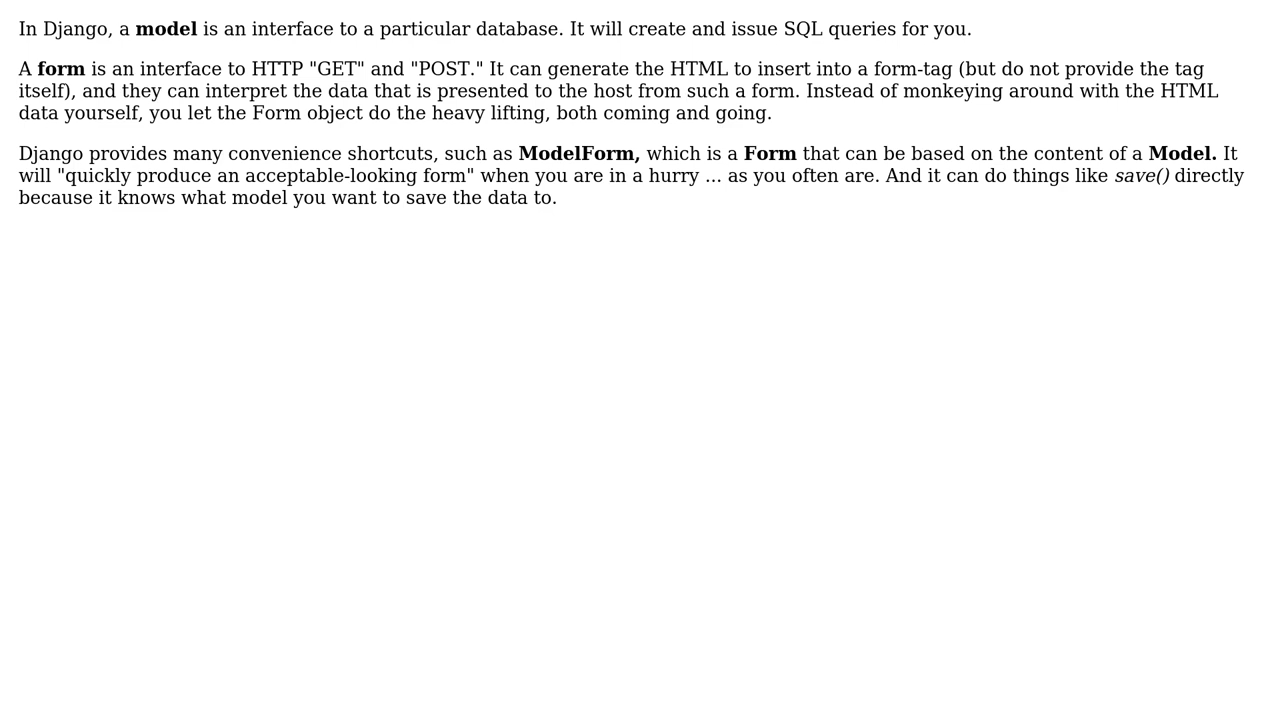 In Django, a model is an interface to a particular database. It will create and issue SQL queries for you.
A form is an interface to HTTP "GET" and "POST." It can generate the HTML to insert into a form-tag (but do not provide the tag
itself), and they can interpret the data that is presented to the host from such a form. Instead of monkeying around with the HTML
data yourself, you let the Form object do the heavy lifting, both coming and going.
Django provides many convenience shortcuts, such as ModelForm, which is a Form that can be based on the content of a Model. It
will "quickly produce an acceptable-looking form" when you are in a hurry ... as you often are. And it can do things like save() directly
because it knows what model you want to save the data to.